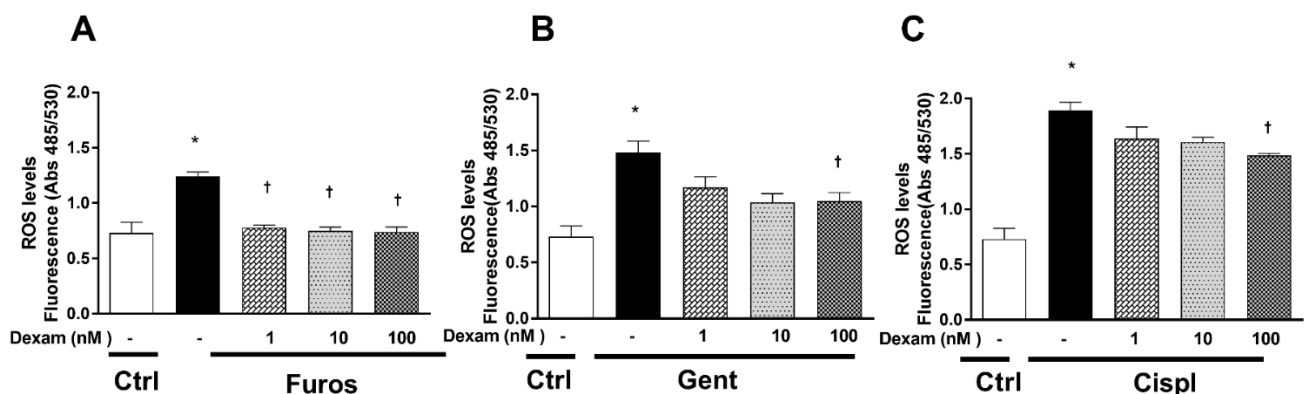 A
ROS levels
Fluorescence (Abs 485/530)
2.0
1.5
1.0
0.5
0.0
*
†
†
†
Dexam (nM ) - - 1 10 100
Ctrl Furos
B
ROS levels
Fluorescence(Abs 485/530)
2.0
1.5
1.0
0.5
0.0
*
†
Dexam (nM ) - - 1 10 100
Ctrl Gent
C
ROS levels
Fluorescence(Abs 485/530)
2.0
1.5
1.0
0.5
0.0
*
†
Dexam (nM ) - - 1 10 100
Ctrl Cispl